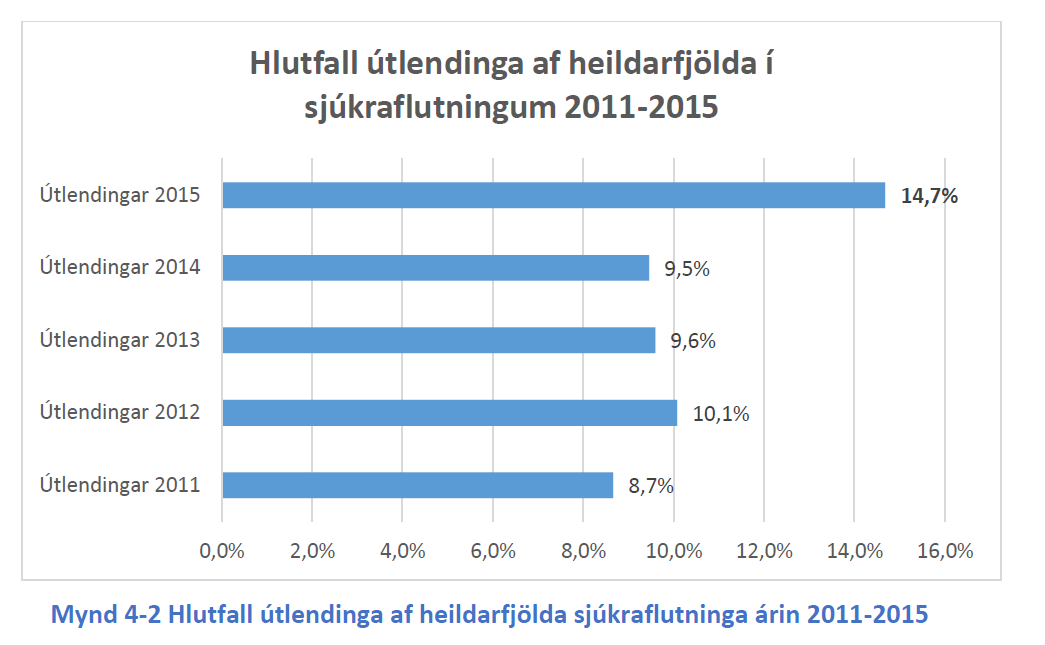 Hlutfall útlendinga af heildarfjölda í
sjúkraflutningum 2011-2015
Útlendingar 2015
14,7%
Útlendingar 2014
9,5%
Útlendingar 2013
9,6%
Útlendingar 2012
10,1%
Útlendingar 2011
8,7%
0,0% 2,0% 4,0% 6,0% 8,0% 10,0% 12,0% 14,0% 16,0%
Mynd 4-2 Hlutfall útlendinga af heildarfjölda sjúkraflutninga árin 2011-2015